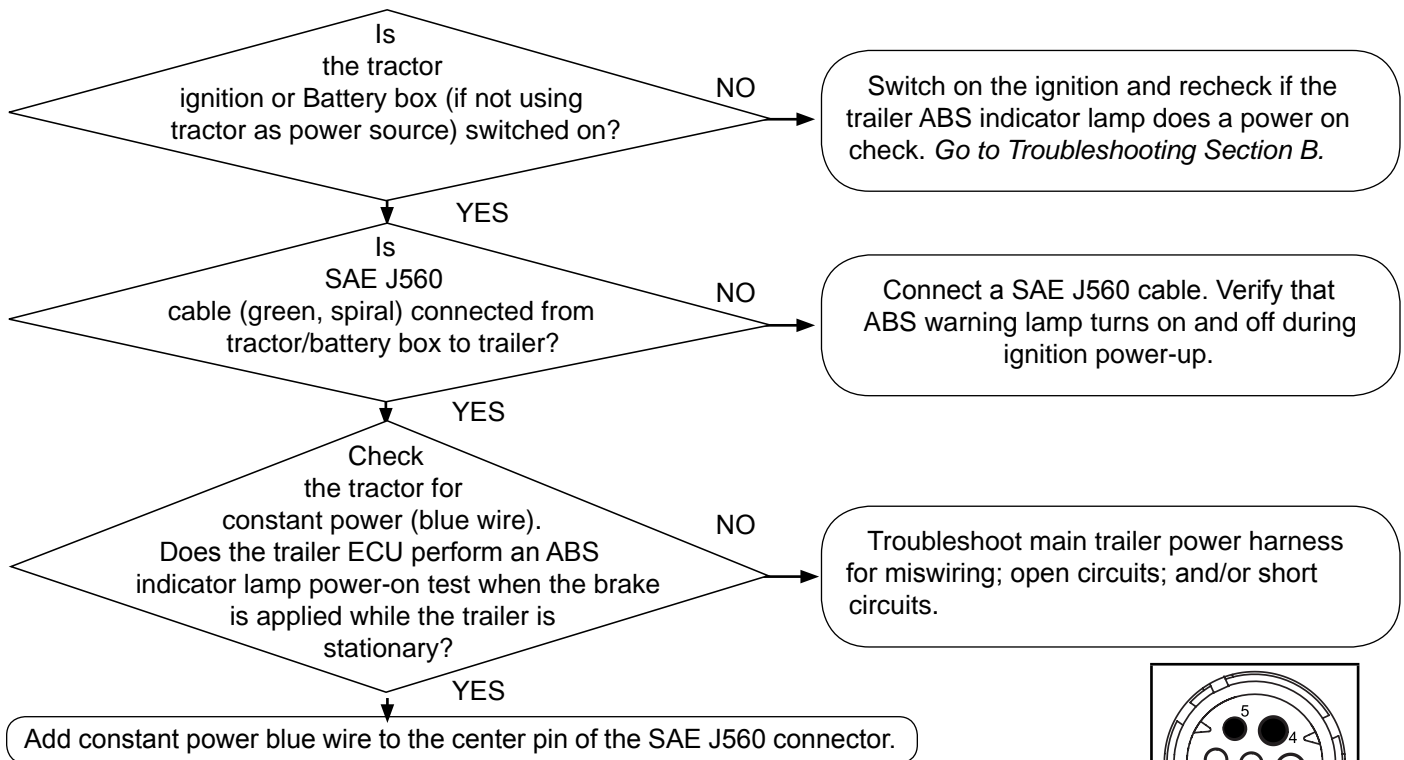 Is
the tractor
ignition or Battery box (if not using
tractor as power source) switched on?
NO
Switch on the ignition and recheck if the
trailer ABS indicator lamp does a power on
check. Go to Troubleshooting Section B.
YES
Is
SAE J560
cable (green, spiral) connected from
tractor/battery box to trailer?
NO
Connect a SAE J560 cable. Verify that
ABS warning lamp turns on and off during
ignition power-up.
YES
Check
the tractor for
constant power (blue wire).
Does the trailer ECU perform an ABS
indicator lamp power-on test when the brake
is applied while the trailer is
stationary?
NO
Troubleshoot main trailer power harness
for miswiring; open circuits; and/or short
circuits.
YES
Add constant power blue wire to the center pin of the SAE J560 connector.
5
4